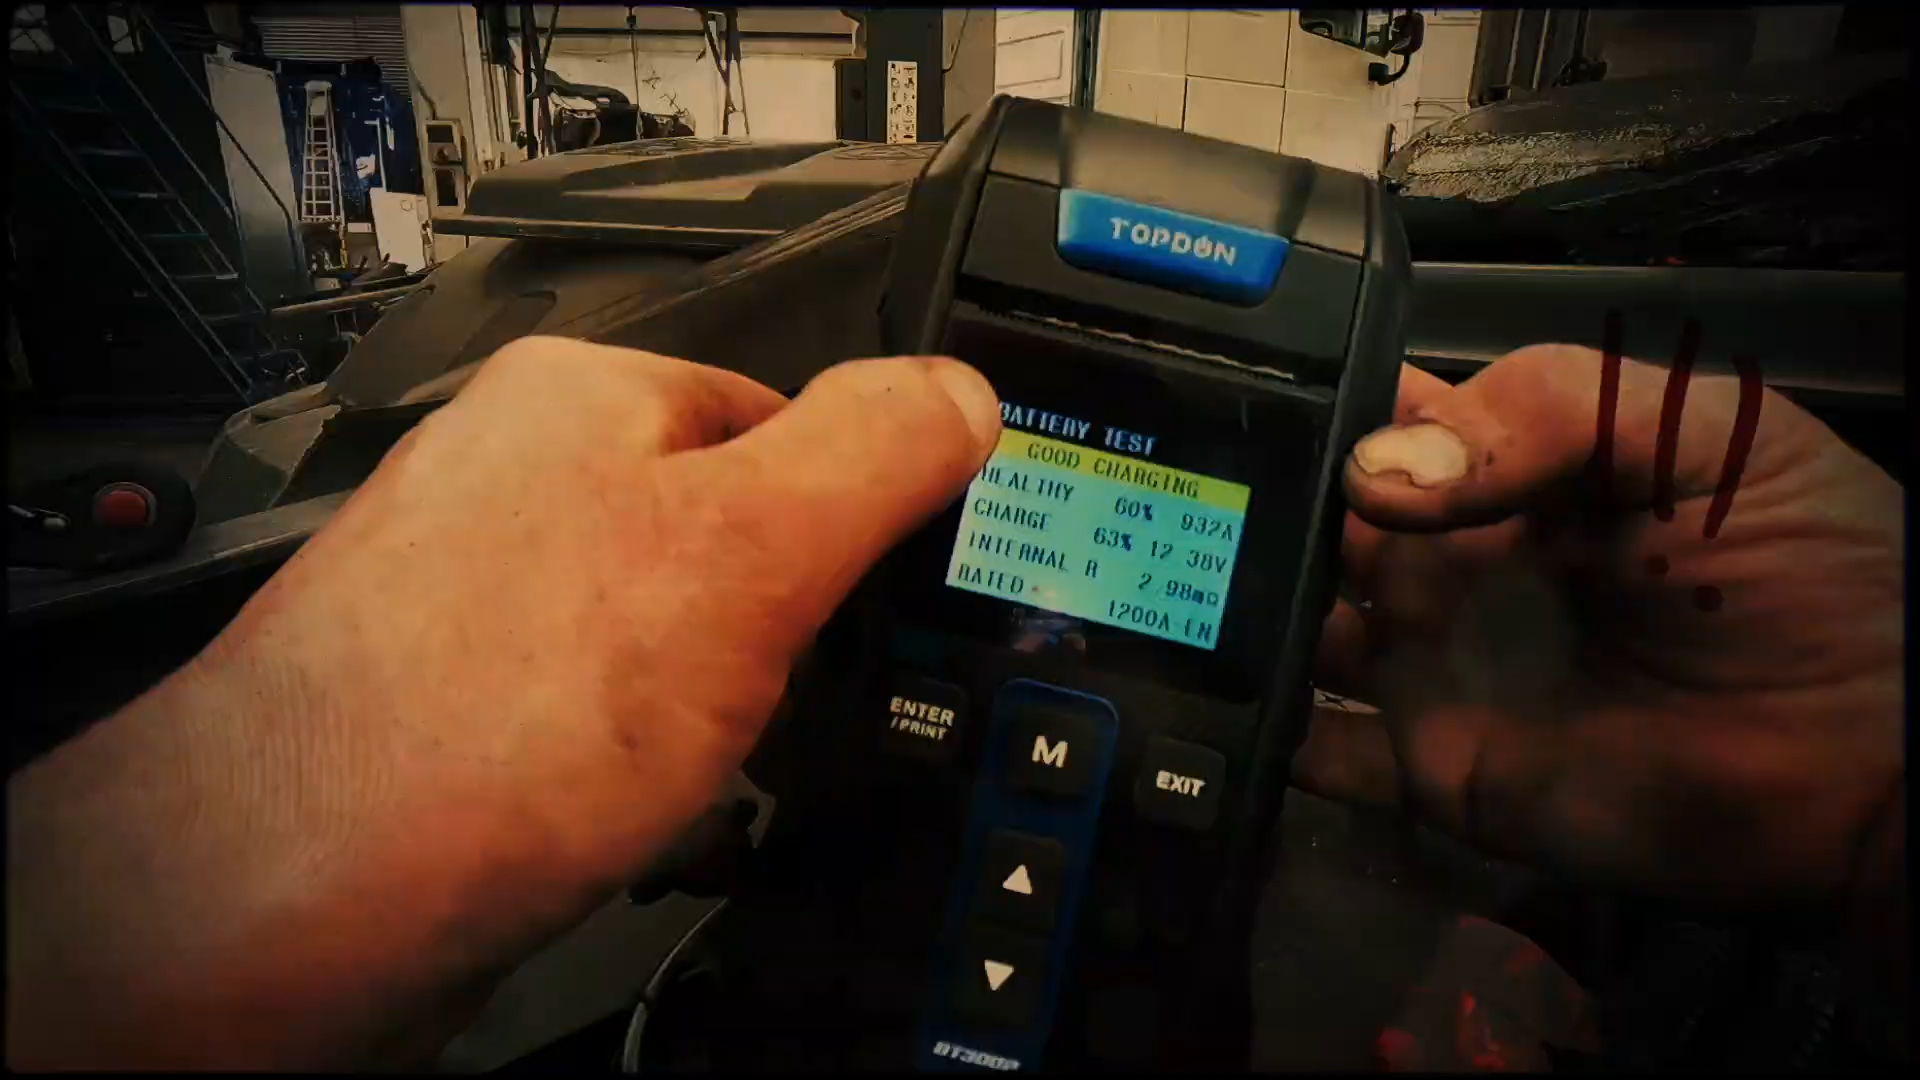 TOPDON
BATTERY TEST
GOOD CHARGING
HEALTHY 60% 932A
CHARGE 63% 12.38V
INTERNAL R 2.98mΩ
RATED 1200A-EN
ENTER
/PRINT
M
EXIT
BT300P
!!!